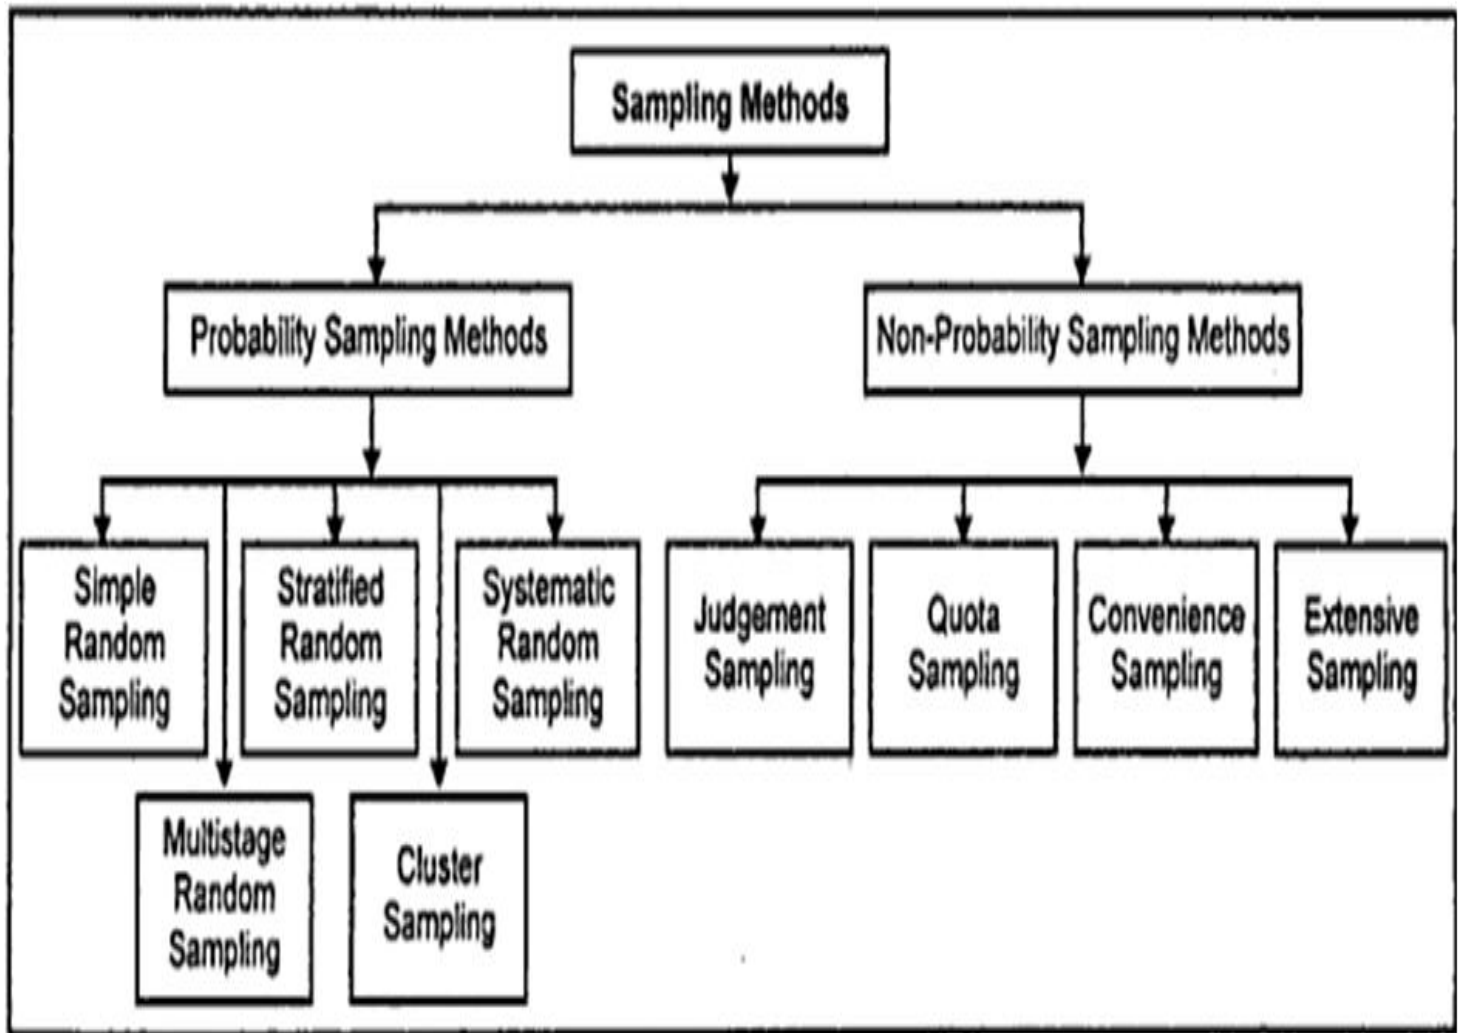 Sampling Methods
Probability Sampling Methods
Non-Probability Sampling Methods
Simple
Random
Sampling
Stratified
Random
Sampling
Systematic
Random
Sampling
Judgement
Sampling
Quota
Sampling
Convenience
Sampling
Extensive
Sampling
Multistage
Random
Sampling
Cluster
Sampling